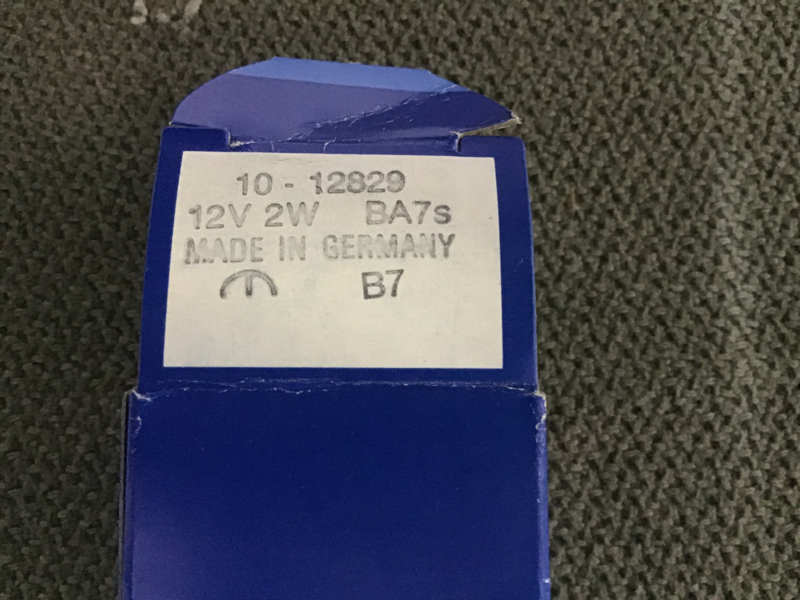 10 - 12829
12V 2W BA7s
MADE IN GERMANY
B7